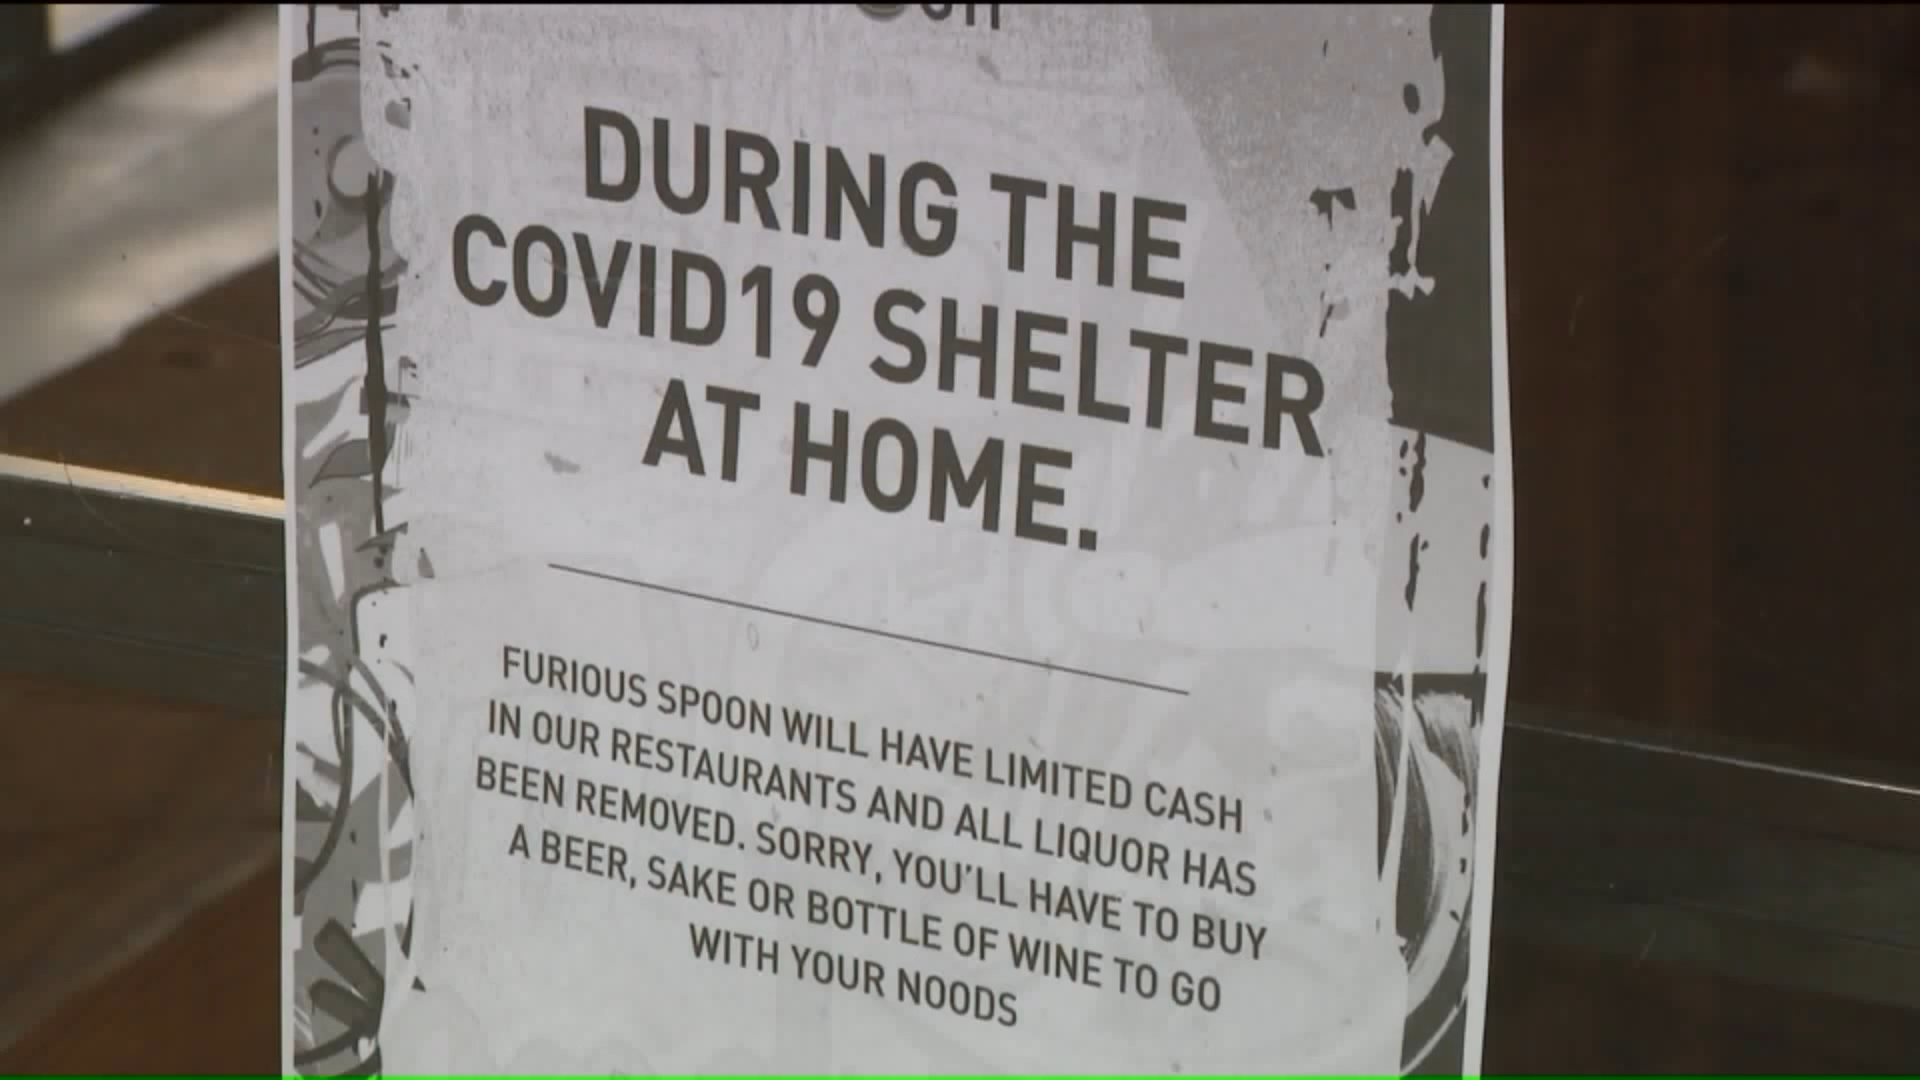 DURING THE
COVID19 SHELTER
AT HOME.
FURIOUS SPOON WILL HAVE LIMITED CASH
IN OUR RESTAURANTS AND ALL LIQUOR HAS
BEEN REMOVED. SORRY, YOU'LL HAVE TO BUY
A BEER, SAKE OR BOTTLE OF WINE TO GO
WITH YOUR NOODS